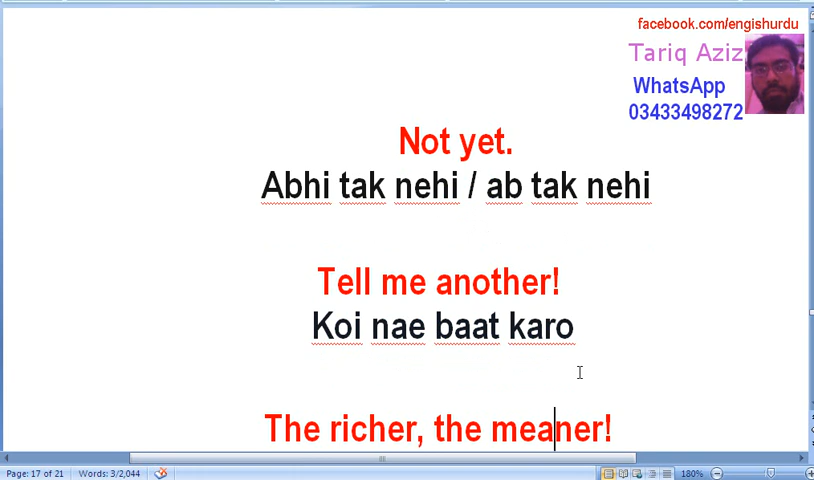 facebook.com/engishurdu
Tariq Aziz
WhatsApp
03433498272
Not yet.
Abhi tak nehi / ab tak nehi
Tell me another!
Koi nae baat karo
The richer, the meaner!
Page: 17 of 21 Words: 3/2,044 180%